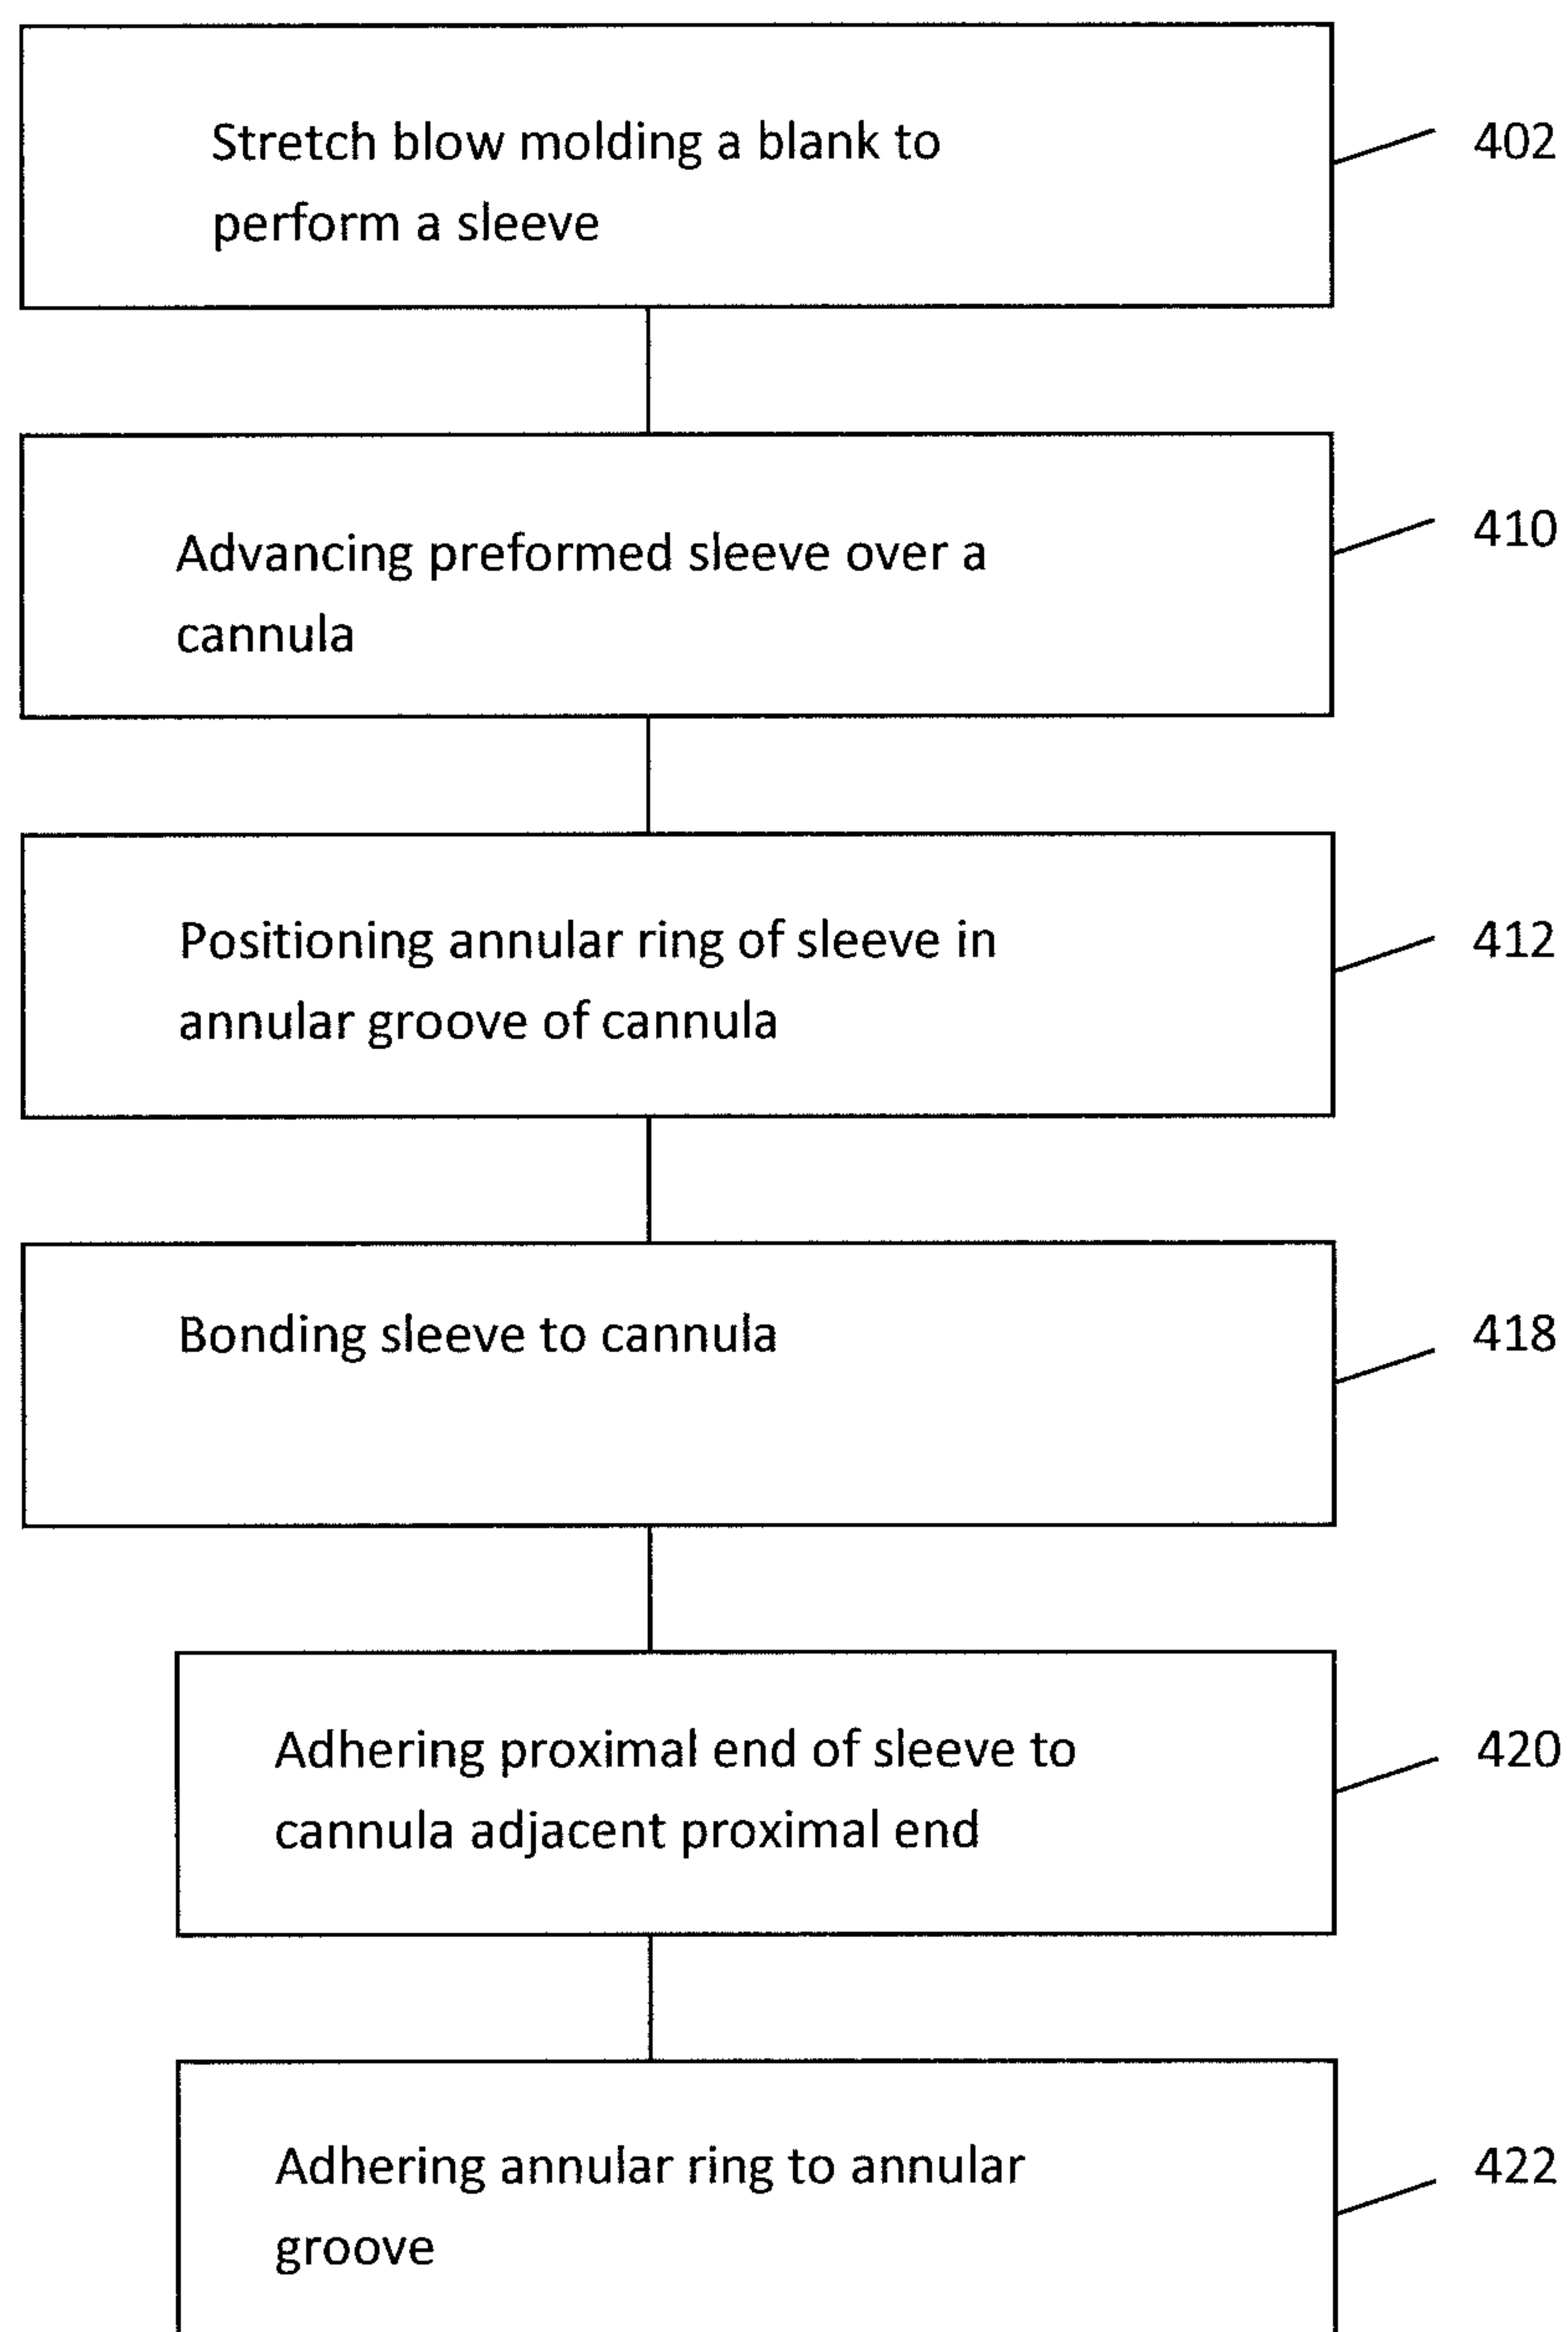 Stretch blow molding a blank to
perform a sleeve
402
Advancing preformed sleeve over a
cannula
410
Positioning annular ring of sleeve in
annular groove of cannula
412
Bonding sleeve to cannula
418
Adhering proximal end of sleeve to
cannula adjacent proximal end
420
Adhering annular ring to annular
groove
422